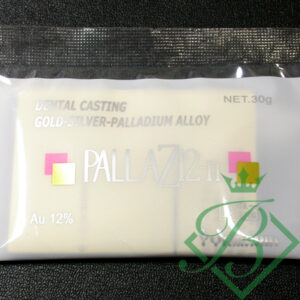 DENTAL CASTING
NET.30g
GOLD-SILVER-PALLADIUM ALLOY
PALLAZ12-n
Au 12%